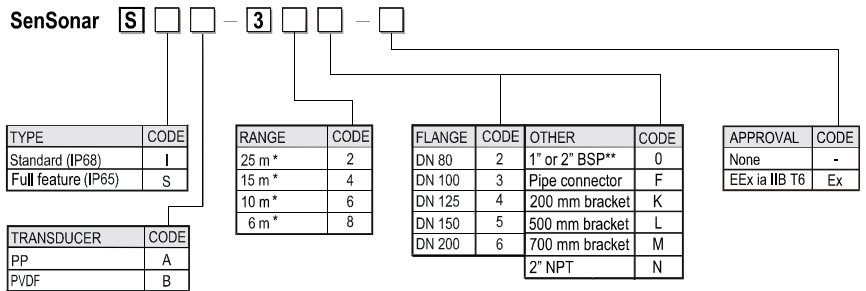 SenSonar S – 3 –
TYPE CODE
Standard (IP68) I
Full feature (IP65) S
TRANSDUCER CODE
PP A
PVDF B
RANGE CODE
25 m * 2
15 m * 4
10 m * 6
6 m * 8
FLANGE CODE OTHER CODE
DN 80 2 1" or 2" BSP** 0
DN 100 3 Pipe connector F
DN 125 4 200 mm bracket K
DN 150 5 500 mm bracket L
DN 200 6 700 mm bracket M
2" NPT N
APPROVAL CODE
None -
EEx ia IIB T6 Ex